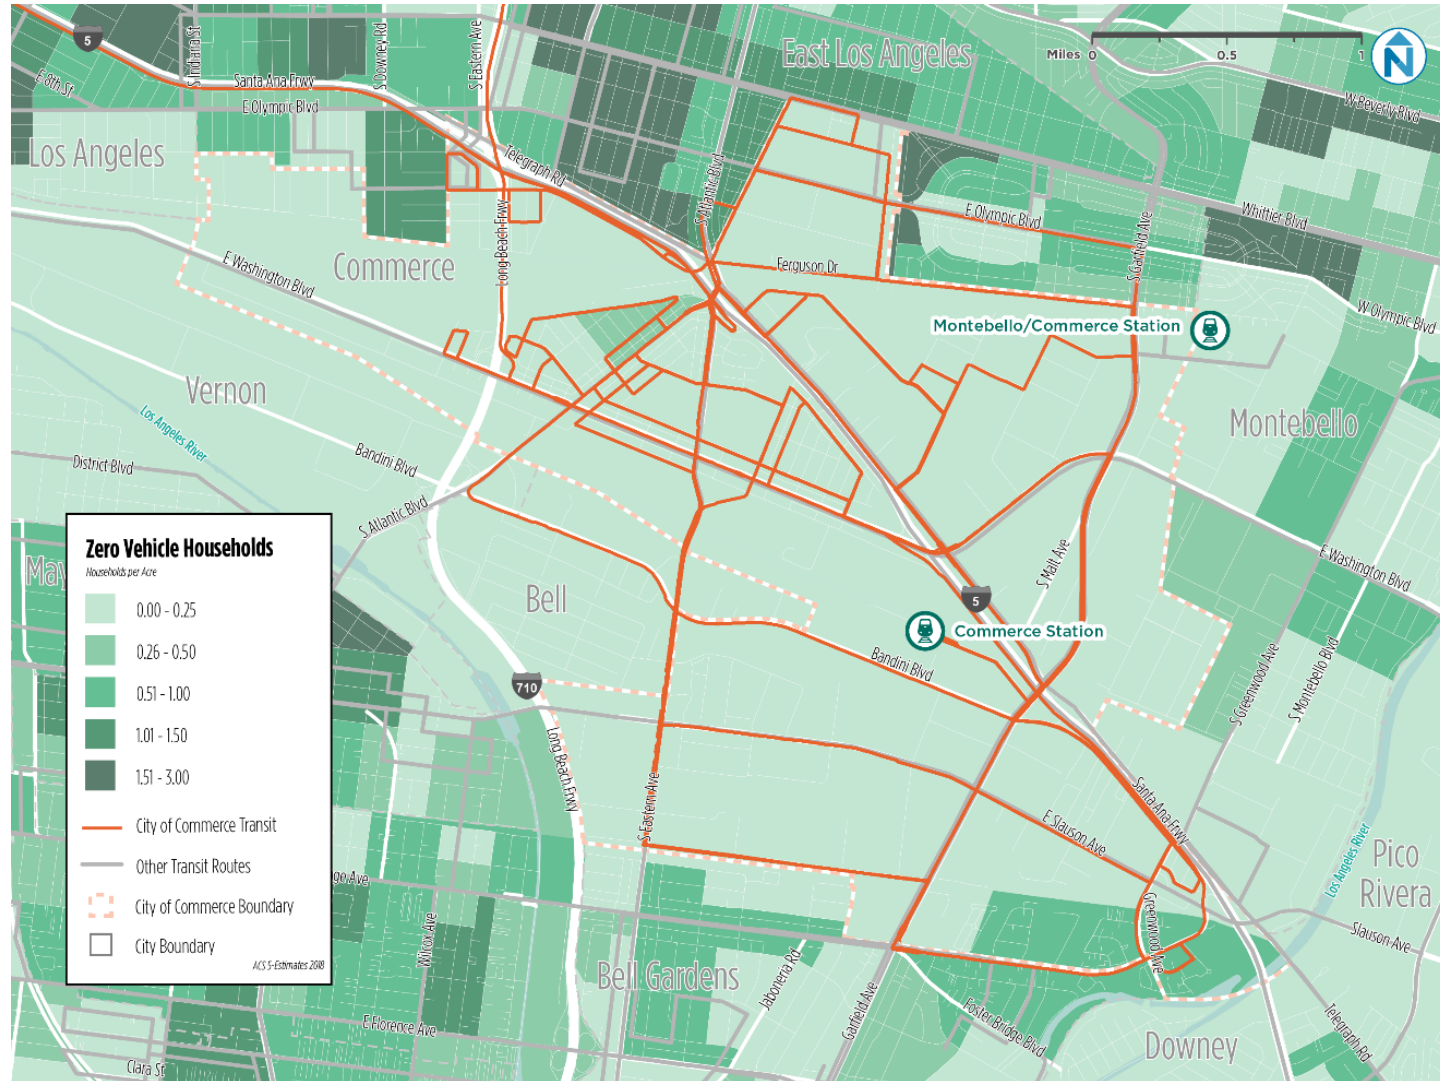 East Los Angeles
Miles 0 0.5 1
N
5
S Indiana St
S Downey Rd
S Eastern Ave
E 8th St
Santa Ana Frwy
E Olympic Blvd
W Beverly Blvd
Los Angeles
Telegraph Rd
S Atlantic Blvd
E Olympic Blvd
Whittier Blvd
Long Beach Frwy
S Garfield Ave
Commerce
E Washington Blvd
Ferguson Dr
W Olympic Blvd
Montebello/Commerce Station
Vernon
Los Angeles River
Montebello
Bandini Blvd
District Blvd
S Atlantic Blvd
S Malt Ave
E Washington Blvd
May
Bell
5
Commerce Station
Bandini Blvd
S Greenwood Ave
S Montebello Blvd
710
Long Beach Frwy
S Eastern Ave
Santa Ana Frwy
E Slauson Ave
Los Angeles River
Pico
Rivera
Greenwood Ave
Slauson Ave
ge Ave
Wilcox Ave
Bell Gardens
Jaboneria Rd
Garfield Ave
Foster Bridge Blvd
Telegraph Rd
Downey
E Florence Ave
Clara St
Zero Vehicle Households
Households per Acre
0.00 - 0.25
0.26 - 0.50
0.51 - 1.00
1.01 - 1.50
1.51 - 3.00
City of Commerce Transit
Other Transit Routes
City of Commerce Boundary
City Boundary
ACS 5-Estimates 2018